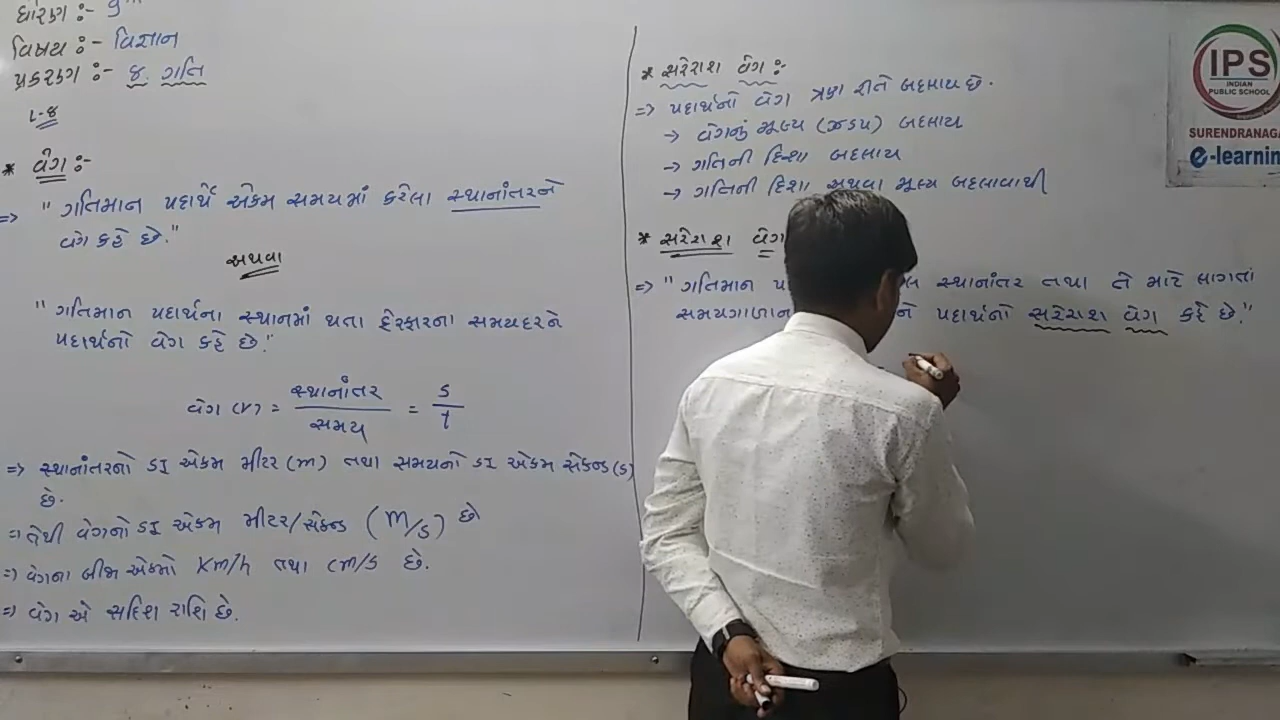 ધોરણ :- 9
વિષય :- વિજ્ઞાન
પ્રકરણ :- ૪. ગતિ
L-8
* વેગ :-
=> " ગતિમાન પદાર્થે એકમ સમયમાં કરેલા સ્થાનાંતરને
વેગ કહે છે."
અથવા
" ગતિમાન પદાર્થના સ્થાનમાં થતા ફેરફારના સમયદરને
પદાર્થનો વેગ કહે છે."
વેગ (v) = સ્થાનાંતર / સમય = s / t
=> સ્થાનાંતરનો SI એકમ મીટર (m) તથા સમયનો SI એકમ સેકન્ડ (s)
છે.
=> તેથી વેગનો SI એકમ મીટર/સેકન્ડ (m/s) છે
=> વેગના બીજા એકમો km/h તથા cm/s છે.
=> વેગ એ સદિશ રાશિ છે.
* સરેરાશ વેગ :-
=> પદાર્થનો વેગ ત્રણ રીતે બદલાય છે.
-> વેગનું મૂલ્ય (ઝડપ) બદલાય
-> ગતિની દિશા બદલાય
-> ગતિની દિશા અથવા મૂલ્ય બદલાવાથી
* સરેરાશ વેગ
=> " ગતિમાન સ્થાનાંતર તથા તે માટે લાગતાં
પદાર્થનો સરેરાશ વેગ કહે છે."
IPS
INDIAN
PUBLIC SCHOOL
SURENDRANAGA
e-learnin